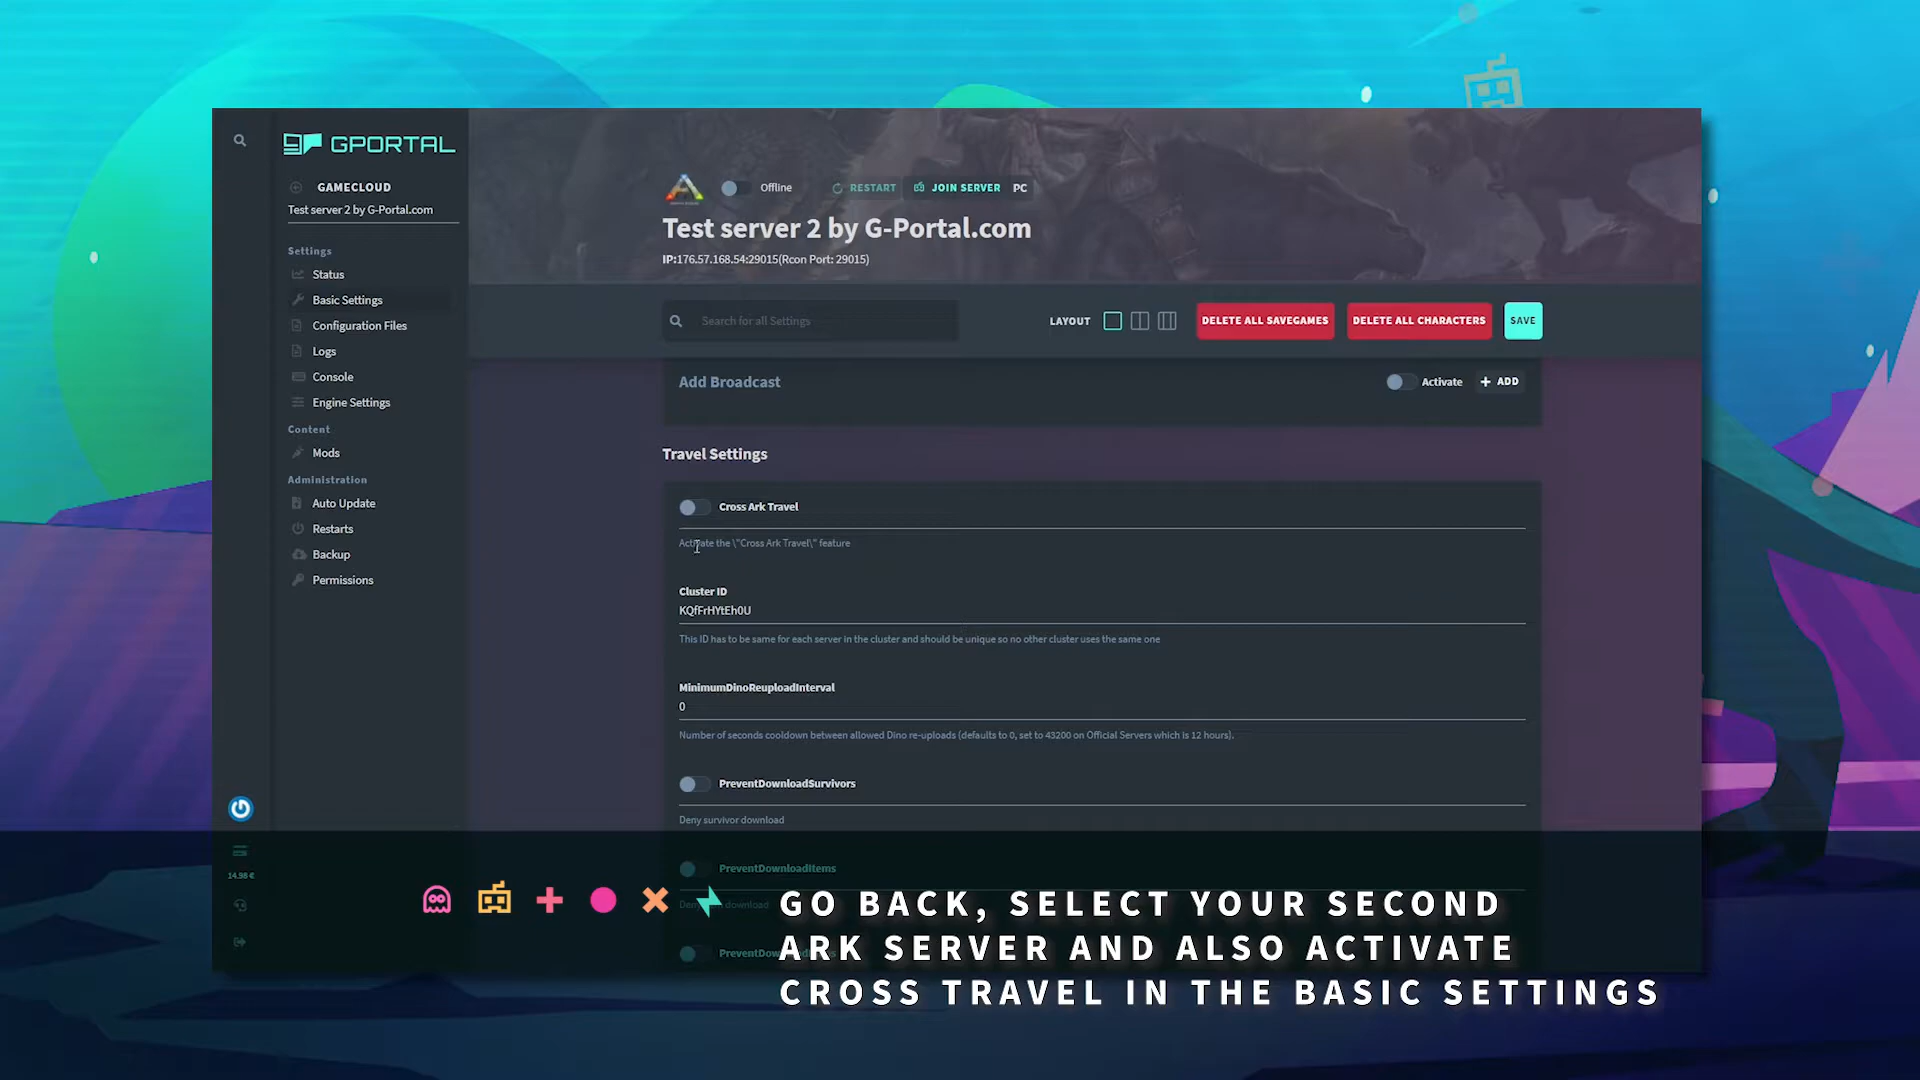 GPORTAL
GAMECLOUD
Test server 2 by G-Portal.com
Settings
Status
Basic Settings
Configuration Files
Logs
Console
Engine Settings
Content
Mods
Administration
Auto Update
Restarts
Backup
Permissions
14.98 €
Offline
RESTART
JOIN SERVER
PC
Test server 2 by G-Portal.com
IP:176.57.168.54:29015(Rcon Port: 29015)
Search for all Settings
LAYOUT
DELETE ALL SAVEGAMES
DELETE ALL CHARACTERS
SAVE
Add Broadcast
Activate
+ ADD
Travel Settings
Cross Ark Travel
Activate the \"Cross Ark Travel\" feature
Cluster ID
KQfFrHYtEh0U
This ID has to be same for each server in the cluster and should be unique so no other cluster uses the same one
MinimumDinoReuploadInterval
0
Number of seconds cooldown between allowed Dino re-uploads (defaults to 0, set to 43200 on Official Servers which is 12 hours).
PreventDownloadSurvivors
Deny survivor download
PreventDownloadItems
download
GO BACK, SELECT YOUR SECOND
ARK SERVER AND ALSO ACTIVATE
CROSS TRAVEL IN THE BASIC SETTINGS